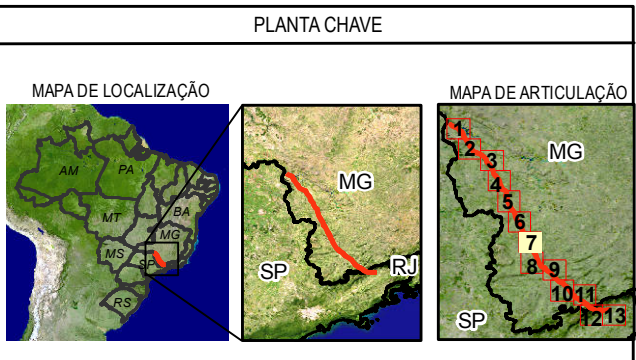 PLANTA CHAVE
MAPA DE LOCALIZAÇÃO
AM
PA
MT
BA
MG
MS
SP
RS
MG
SP
RJ
MAPA DE ARTICULAÇÃO
1
2
3
MG
4
5
6
7
8
9
10
11
12
13
SP